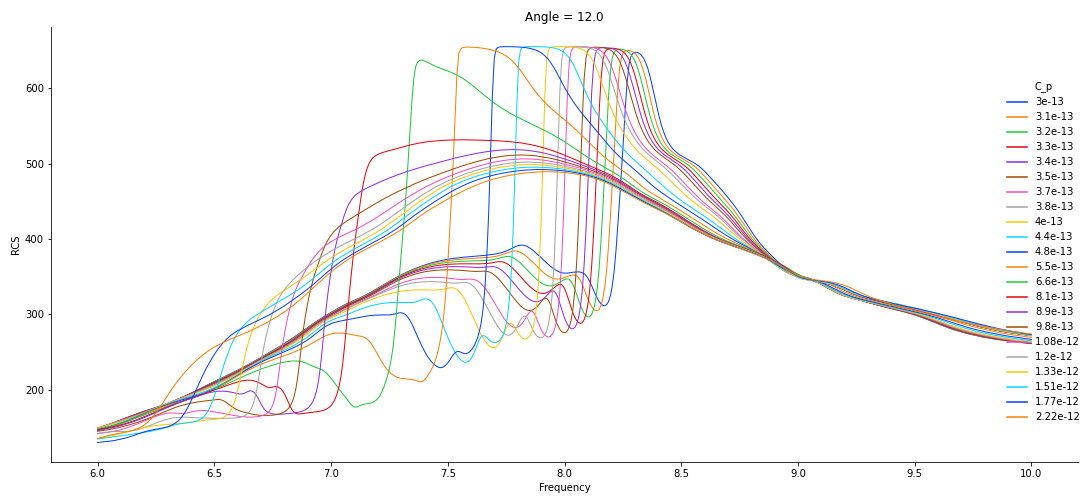 Angle = 12.0
RCS
600
500
400
300
200
6.0 6.5 7.0 7.5 8.0 8.5 9.0 9.5 10.0
Frequency
C_p
3e-13
3.1e-13
3.2e-13
3.3e-13
3.4e-13
3.5e-13
3.7e-13
3.8e-13
4e-13
4.4e-13
4.8e-13
5.5e-13
6.6e-13
8.1e-13
8.9e-13
9.8e-13
1.08e-12
1.2e-12
1.33e-12
1.51e-12
1.77e-12
2.22e-12